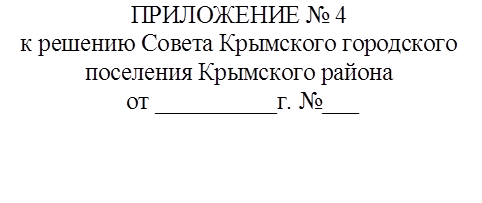 ПРИЛОЖЕНИЕ № 4
к решению Совета Крымского городского
поселения Крымского района
от __________г. №___